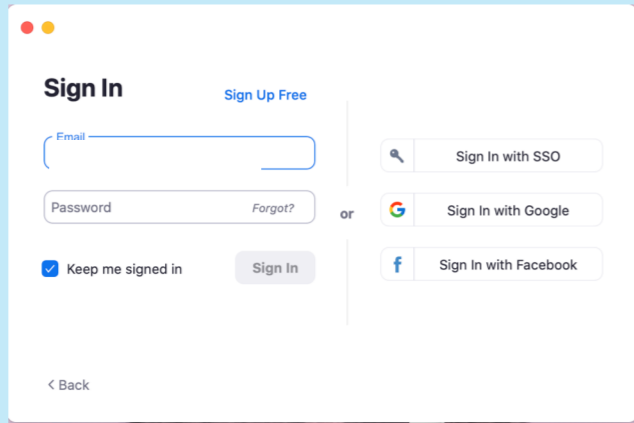 Sign In
Sign Up Free
Email
Password
Forgot?
Keep me signed in
Sign In
or
Sign In with SSO
Sign In with Google
Sign In with Facebook
< Back